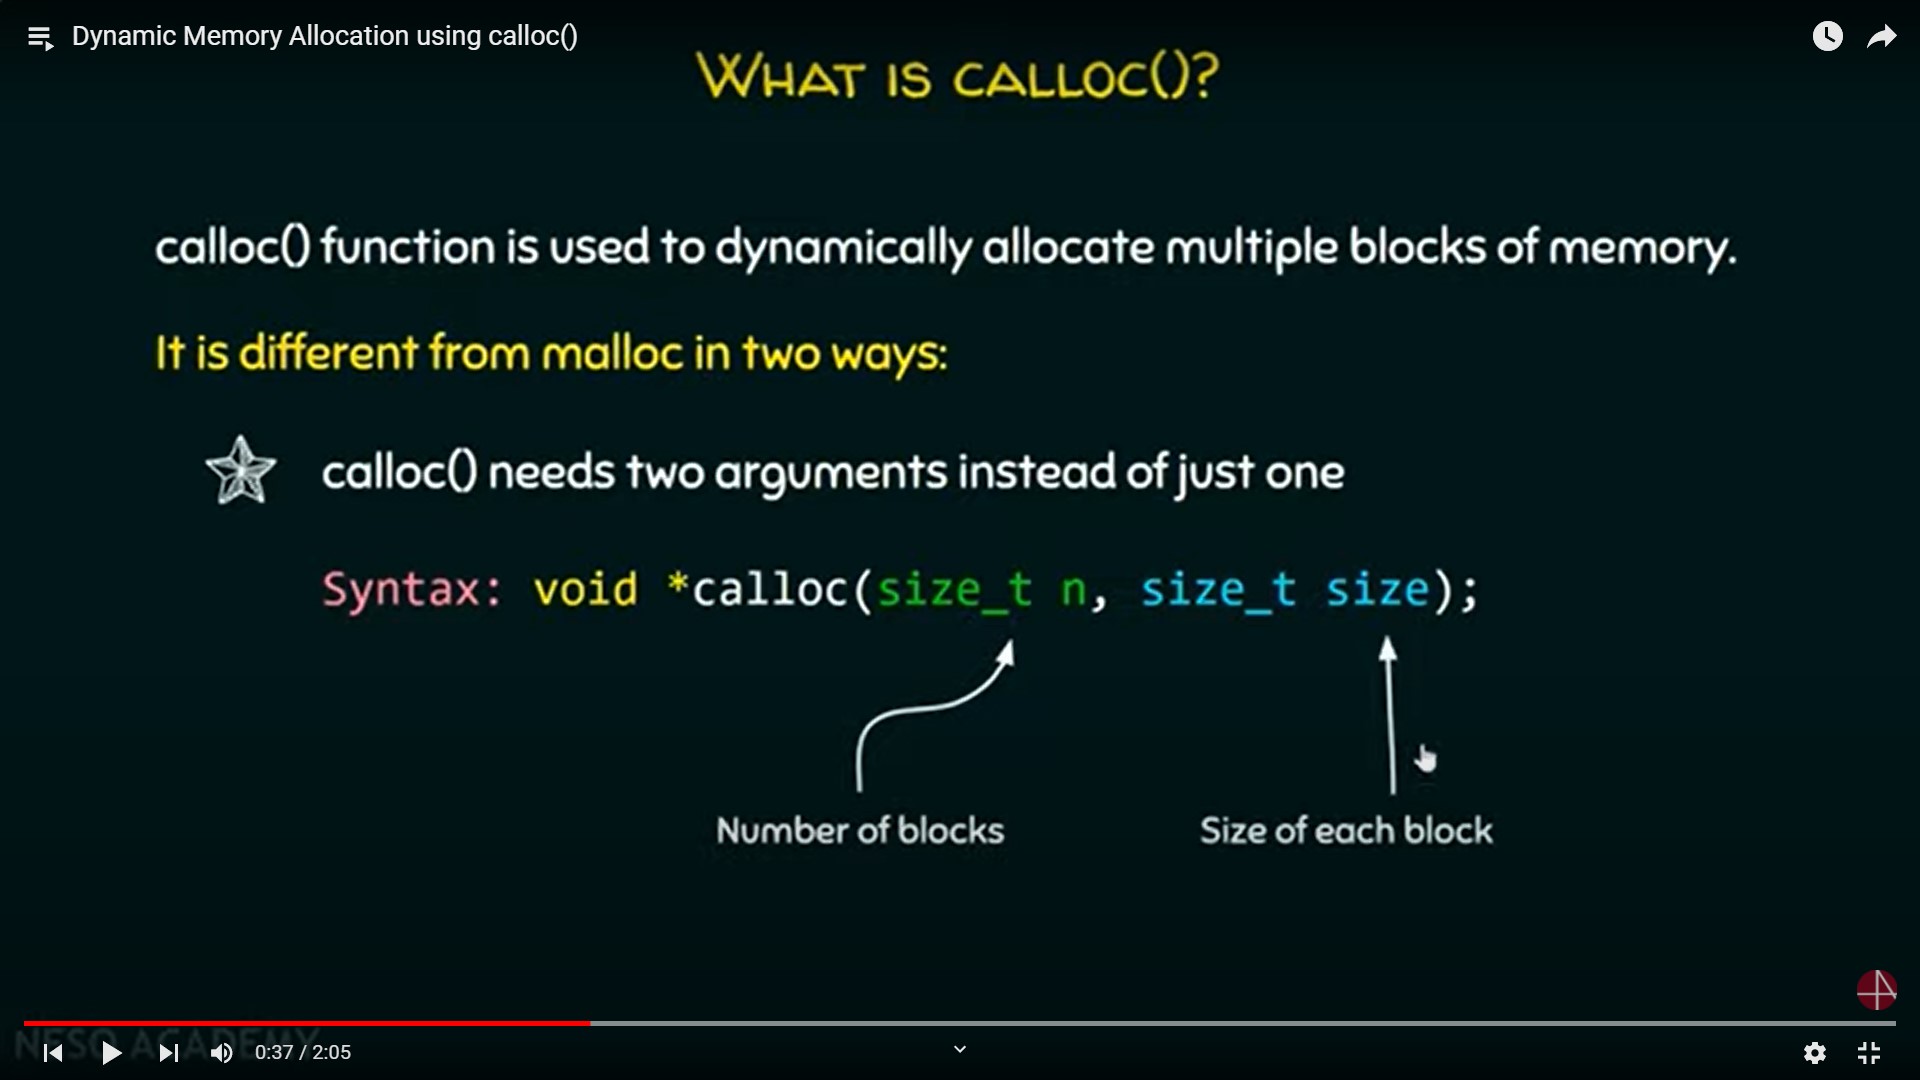 Dynamic Memory Allocation using calloc()
WHAT IS CALLOC()?
calloc() function is used to dynamically allocate multiple blocks of memory.
It is different from malloc in two ways:
calloc() needs two arguments instead of just one
Syntax: void *calloc(size_t n, size_t size);
Number of blocks
Size of each block
NESO ACADEMY
0:37 / 2:05